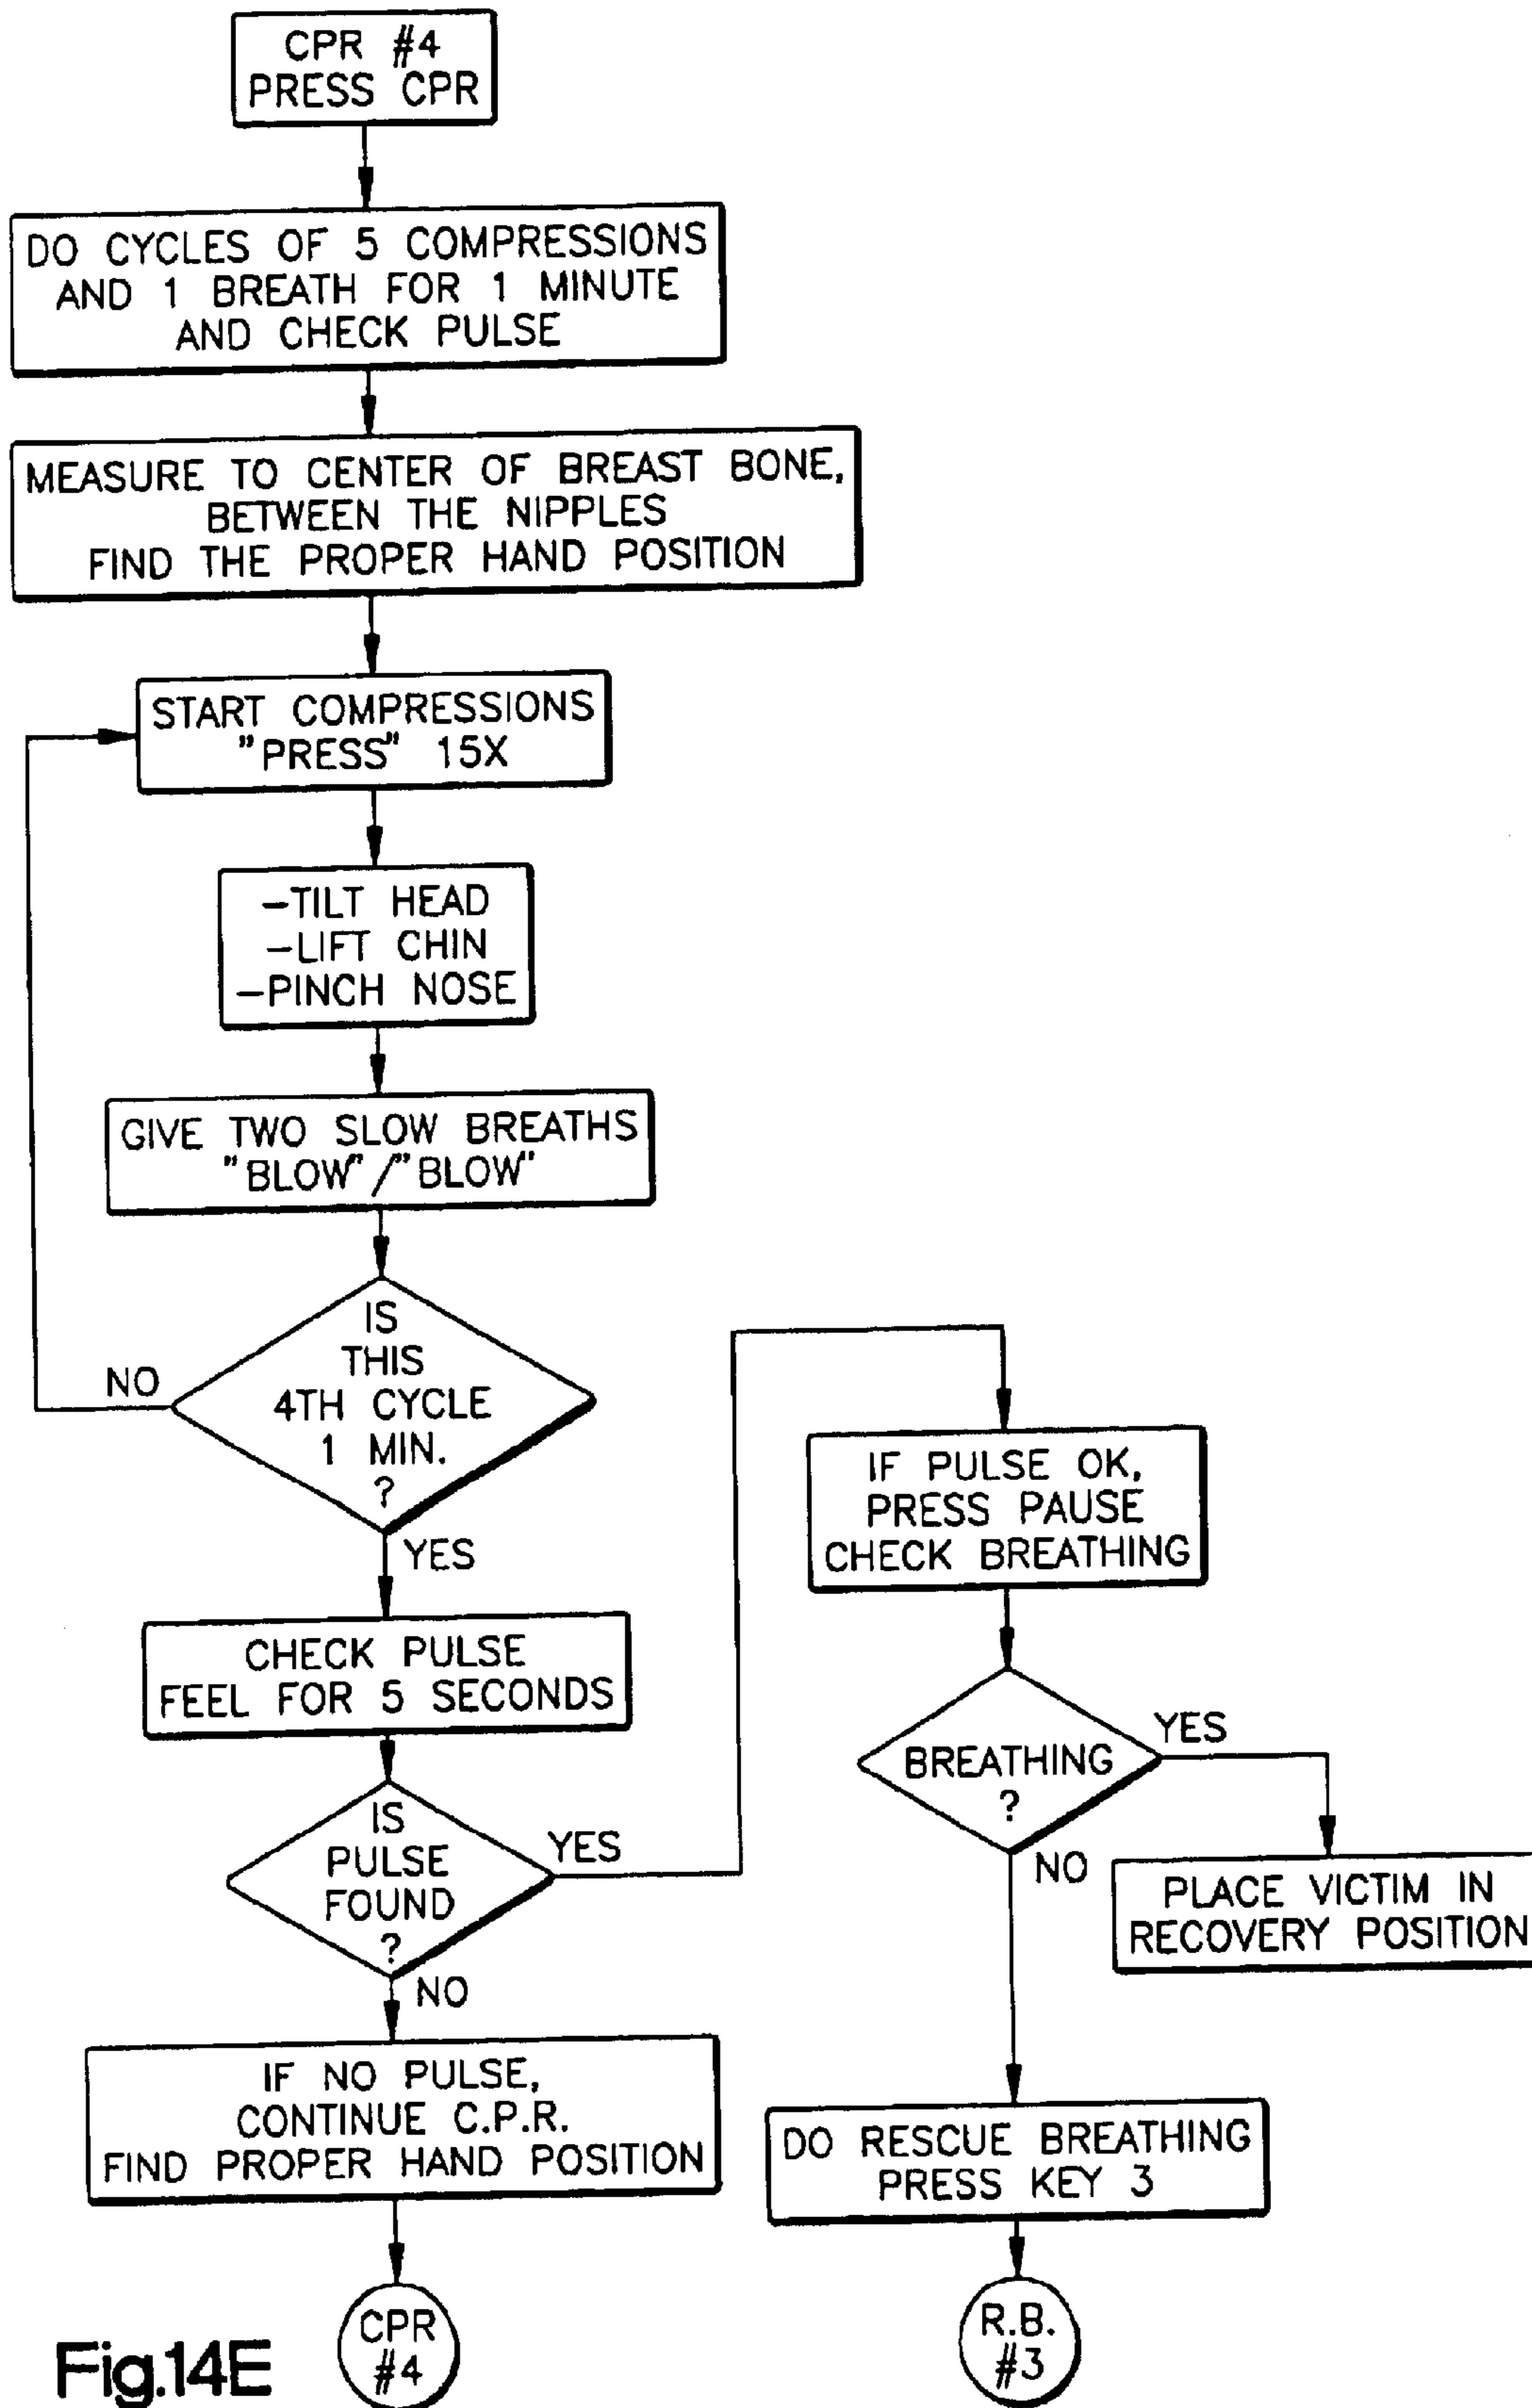 CPR #4
PRESS CPR
DO CYCLES OF 5 COMPRESSIONS
AND 1 BREATH FOR 1 MINUTE
AND CHECK PULSE
MEASURE TO CENTER OF BREAST BONE,
BETWEEN THE NIPPLES
FIND THE PROPER HAND POSITION
START COMPRESSIONS
"PRESS" 15X
-TILT HEAD
-LIFT CHIN
-PINCH NOSE
GIVE TWO SLOW BREATHS
"BLOW"/"BLOW"
IS
THIS
4TH CYCLE
1 MIN.
?
NO
YES
CHECK PULSE
FEEL FOR 5 SECONDS
IS
PULSE
FOUND
?
YES
NO
IF NO PULSE,
CONTINUE C.P.R.
FIND PROPER HAND POSITION
CPR
#4
IF PULSE OK,
PRESS PAUSE
CHECK BREATHING
BREATHING
?
YES
NO
PLACE VICTIM IN
RECOVERY POSITION
DO RESCUE BREATHING
PRESS KEY 3
R.B.
#3
Fig.14E